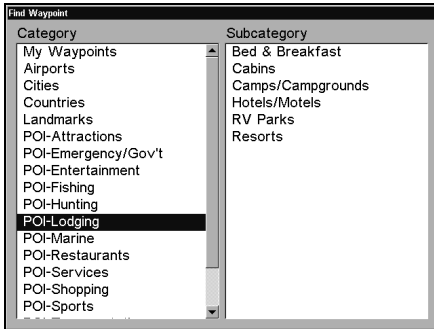 Find Waypoint
Category
My Waypoints
Airports
Cities
Countries
Landmarks
POI-Attractions
POI-Emergency/Gov't
POI-Entertainment
POI-Fishing
POI-Hunting
POI-Lodging
POI-Marine
POI-Restaurants
POI-Services
POI-Shopping
POI-Sports
Subcategory
Bed & Breakfast
Cabins
Camps/Campgrounds
Hotels/Motels
RV Parks
Resorts